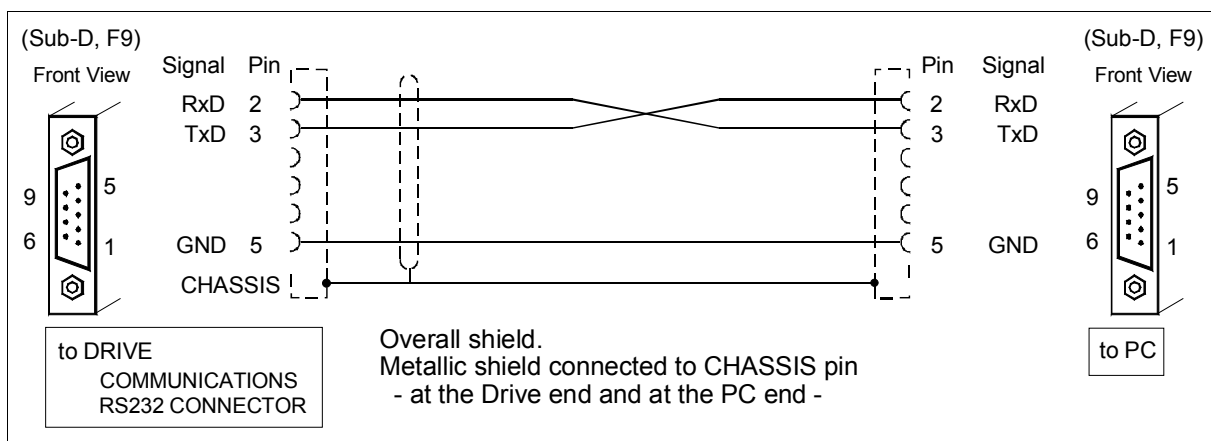 (Sub-D, F9)
Front View
9
5
6
1
Signal Pin
RxD 2
TxD 3
GND 5
CHASSIS
to DRIVE
COMMUNICATIONS
RS232 CONNECTOR
Overall shield.
Metallic shield connected to CHASSIS pin
- at the Drive end and at the PC end -
Pin Signal
2 RxD
3 TxD
5 GND
(Sub-D, F9)
Front View
9
5
6
1
to PC